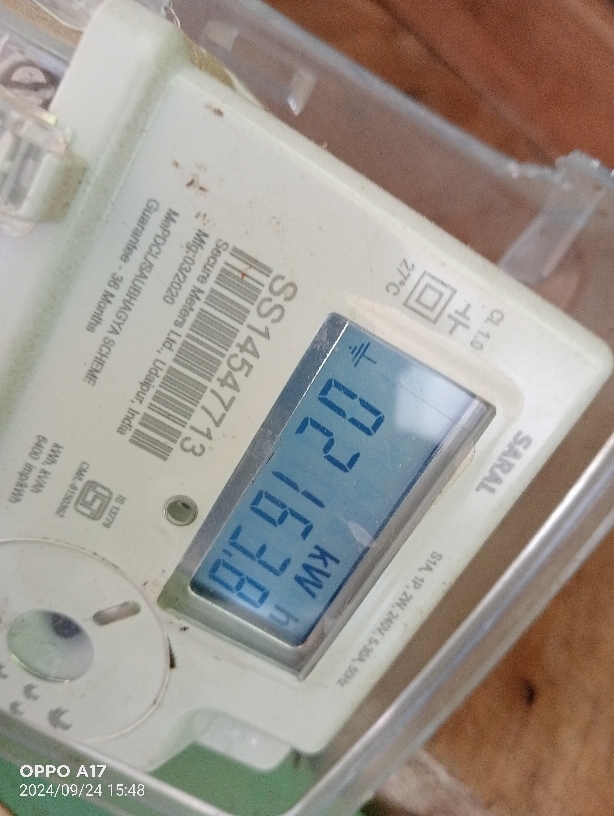 Cl. 1.0
27°C
SARAL
S1A, 1P, 2W, 240V, 5-30A, 50Hz
02163.8
kWh
SS14547713
Secure Meters Ltd., Udaipur, India
Mfg:03/2020
MePDCL/SAUBHAGYA SCHEME
Guarantee - 36 Months
IS 13779
kWh, kVAh
6400 imp/kWh
OPPO A17
2024/09/24 15:48